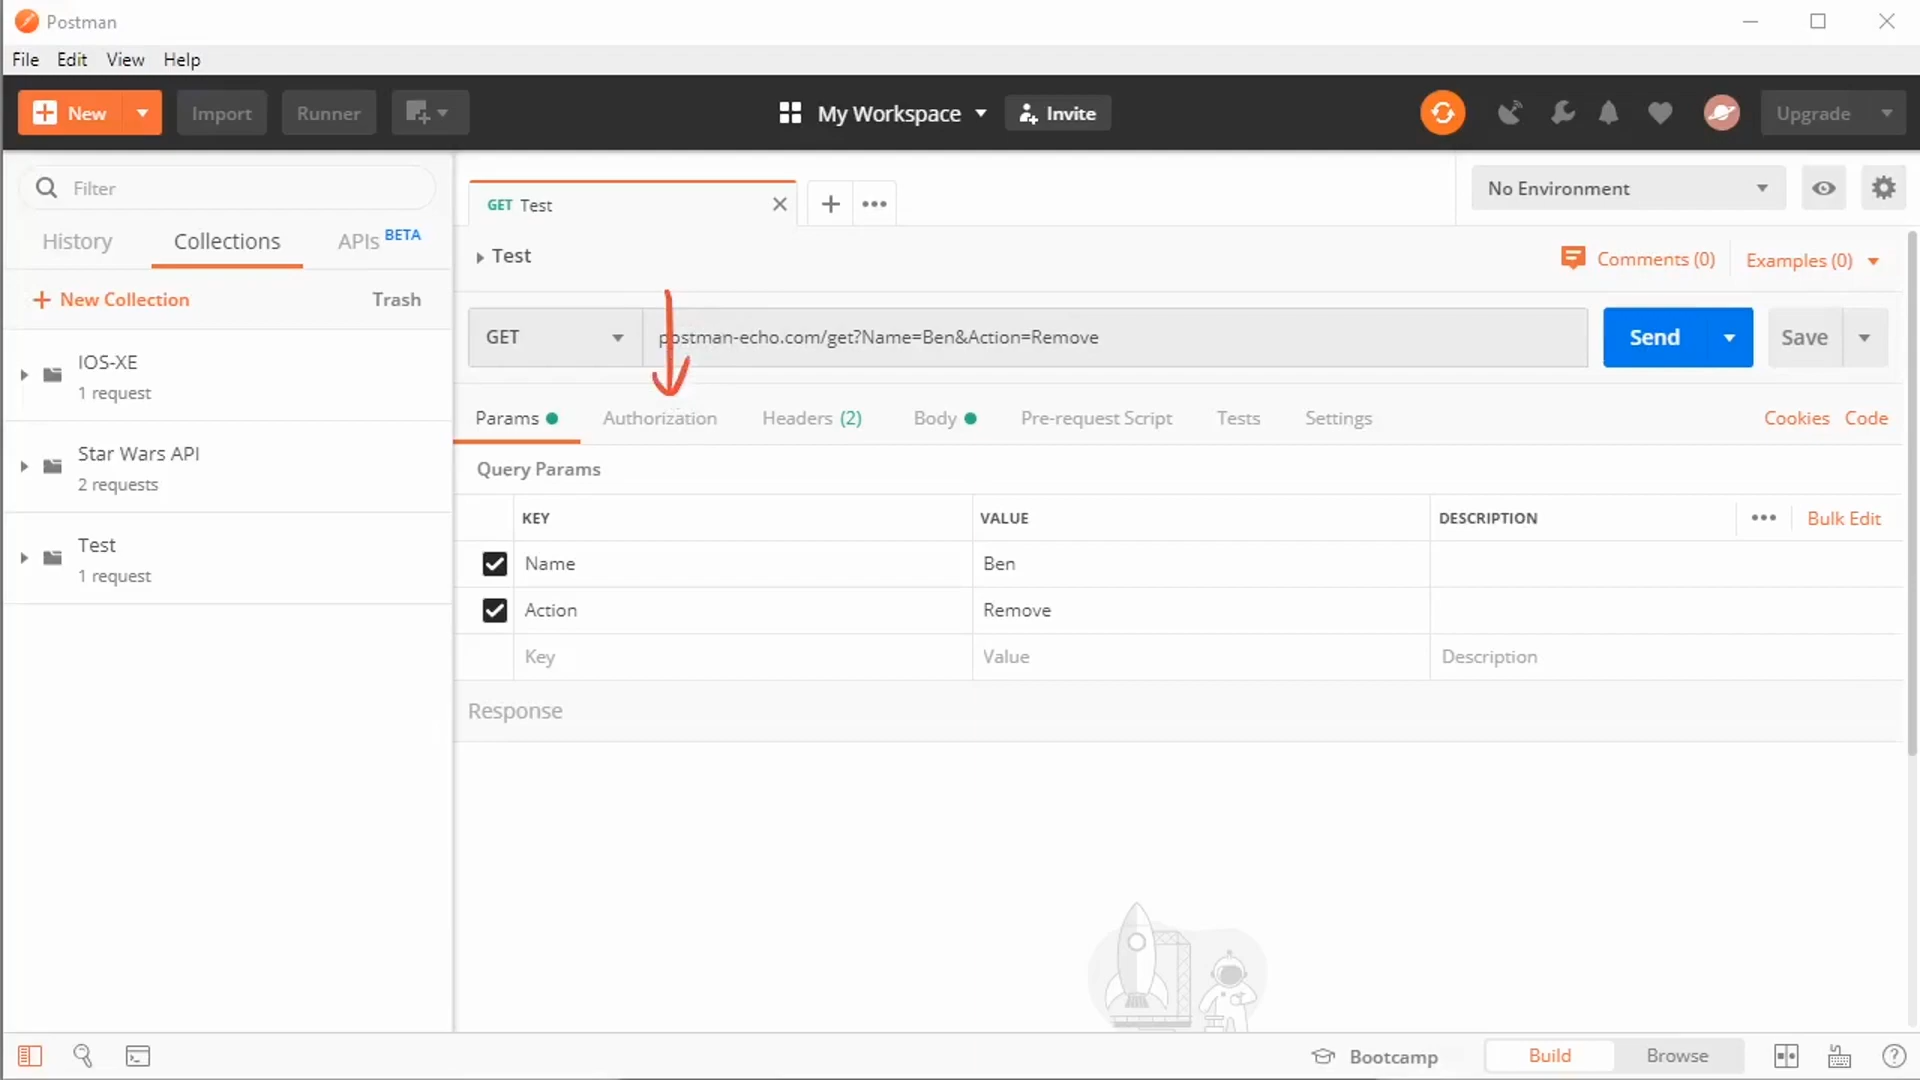 Postman
File Edit View Help
New Import Runner My Workspace Invite Upgrade
Filter
History Collections APIs BETA
New Collection Trash
IOS-XE
1 request
Star Wars API
2 requests
Test
1 request
GET Test No Environment
Test Comments (0) Examples (0)
GET postman-echo.com/get?Name=Ben&Action=Remove Send Save
Params Authorization Headers (2) Body Pre-request Script Tests Settings Cookies Code
Query Params
KEY VALUE DESCRIPTION Bulk Edit
Name Ben
Action Remove
Key Value Description
Response
Bootcamp Build Browse